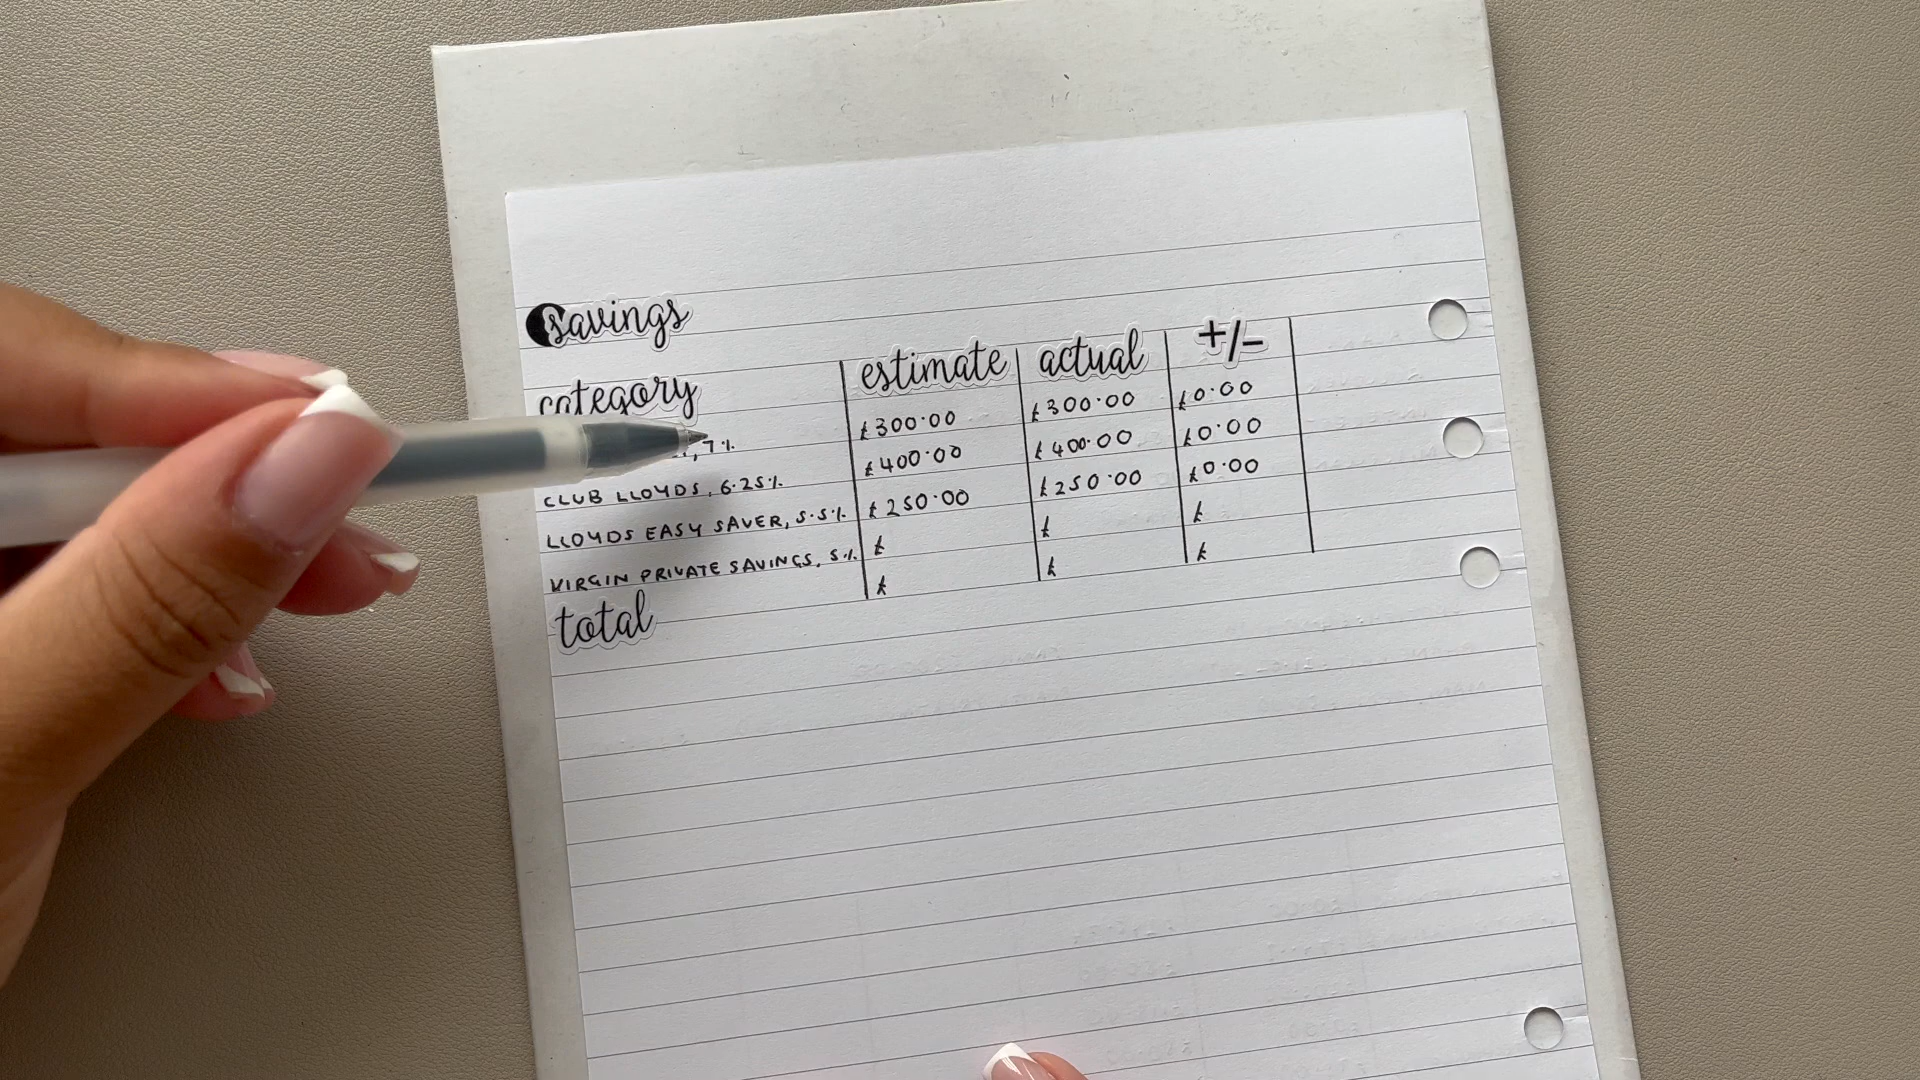 savings
category estimate actual +/-
, 7% £300.00 £300.00 £0.00
CLUB LLOYDS, 6.25% £400.00 £400.00 £0.00
LLOYDS EASY SAVER, 5.5% £250.00 £250.00 £0.00
VIRGIN PRIVATE SAVINGS, 5% £ £ £
total £ £ £